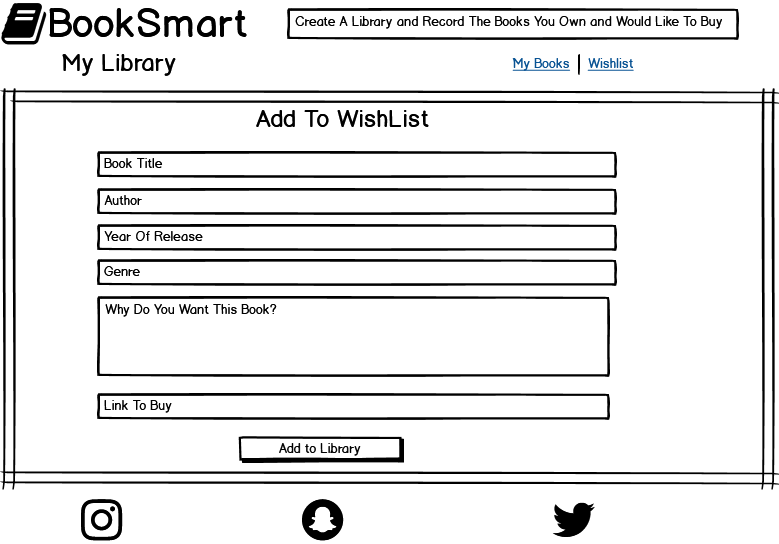 BookSmart
Create A Library and Record The Books You Own and Would Like To Buy
My Library
My Books | Wishlist
Add To WishList
Book Title
Author
Year Of Release
Genre
Why Do You Want This Book?
Link To Buy
Add to Library